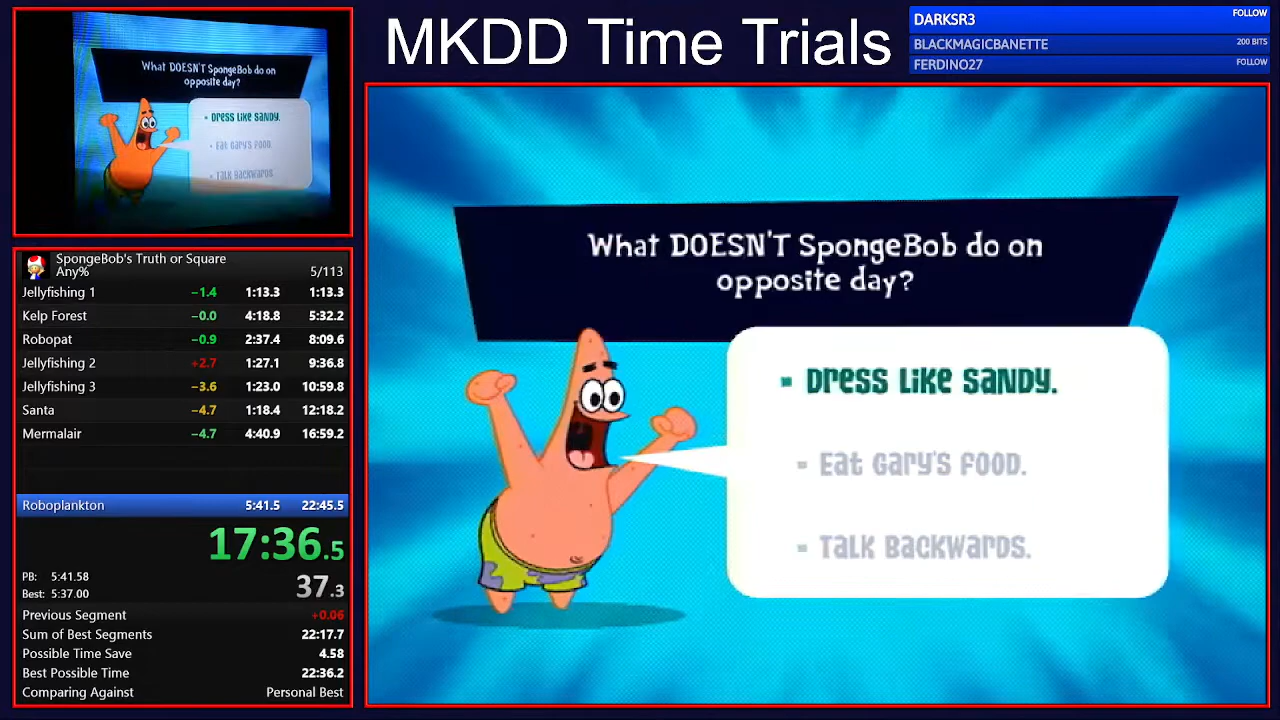 What DOESN'T SpongeBob do on
opposite day?
DRESS LIKE SANDY.
EAT GARY'S FOOD.
TALK BACKWARDS
MKDD Time Trials
DARKSR3 FOLLOW
BLACKMAGICBANETTE 200 BITS
FERDINO27 FOLLOW
SpongeBob's Truth or Square
Any% 5/113
Jellyfishing 1 −1.4 1:13.3 1:13.3
Kelp Forest −0.0 4:18.8 5:32.2
Robopat −0.9 2:37.4 8:09.6
Jellyfishing 2 +2.7 1:27.1 9:36.8
Jellyfishing 3 −3.6 1:23.0 10:59.8
Santa −4.7 1:18.4 12:18.2
Mermalair −4.7 4:40.9 16:59.2
Roboplankton 5:41.5 22:45.5
17:36.5
PB: 5:41.58
Best: 5:37.00
37.3
Previous Segment +0.06
Sum of Best Segments 22:17.7
Possible Time Save 4.58
Best Possible Time 22:36.2
Comparing Against Personal Best
What DOESN'T SpongeBob do on
opposite day?
DRESS LIKE SANDY.
EAT GARY'S FOOD.
TALK BACKWARDS.